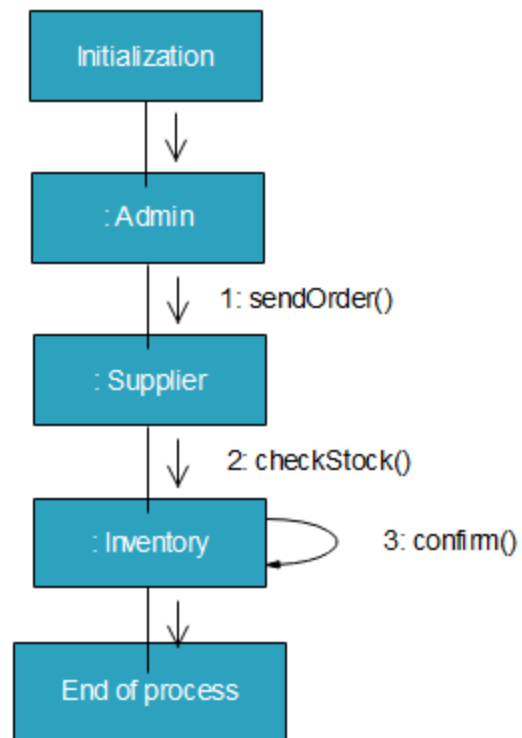 Initialization
: Admin
1: sendOrder()
: Supplier
2: checkStock()
: Inventory
3: confirm()
End of process